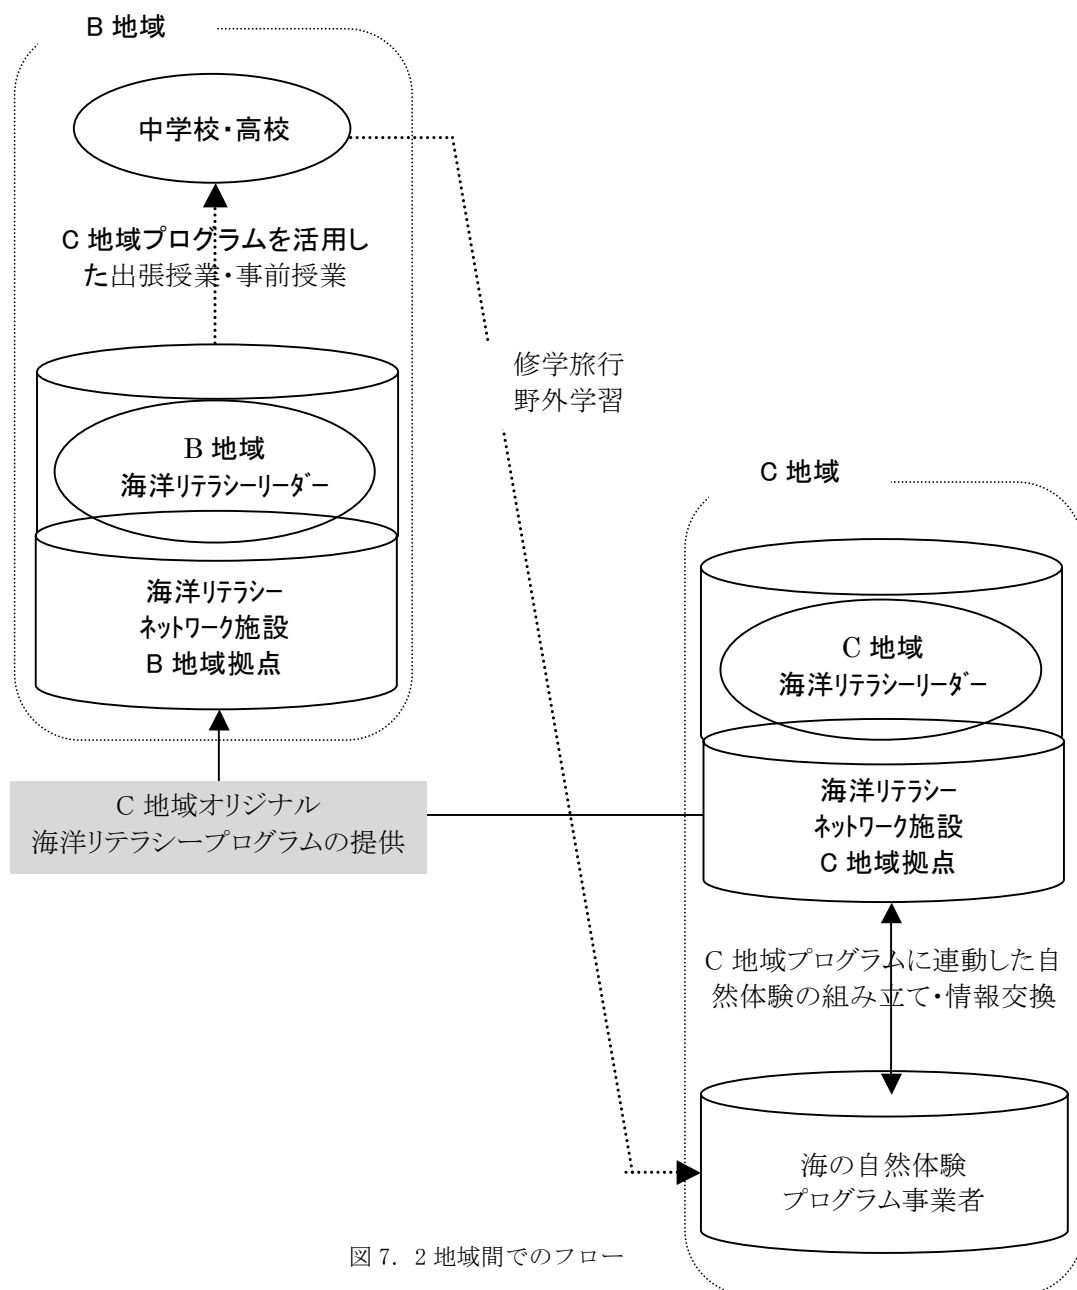 B 地域
中学校・高校
C 地域プログラムを活用し
た出張授業・事前授業
修学旅行
野外学習
B 地域
海洋リテラシーリーダー
海洋リテラシー
ネットワーク施設
B 地域拠点
C 地域オリジナル
海洋リテラシープログラムの提供
C 地域
C 地域
海洋リテラシーリーダー
海洋リテラシー
ネットワーク施設
C 地域拠点
C 地域プログラムに連動した自
然体験の組み立て・情報交換
海の自然体験
プログラム事業者
図 7. 2 地域間でのフロー